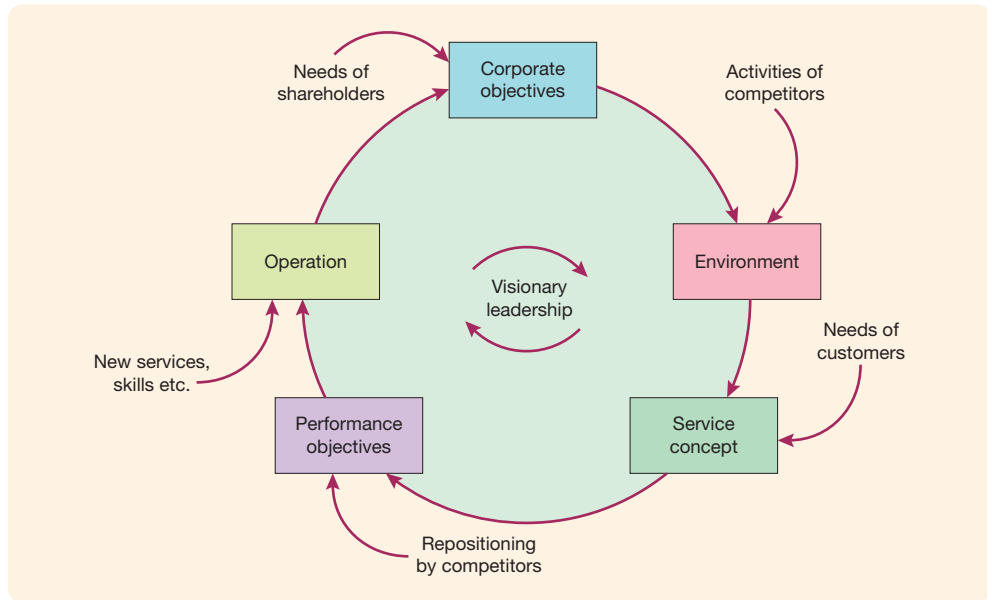 Needs of
shareholders
Corporate
objectives
Activities of
competitors
Operation
Environment
Visionary
leadership
New services,
skills etc.
Needs of
customers
Performance
objectives
Service
concept
Repositioning
by competitors